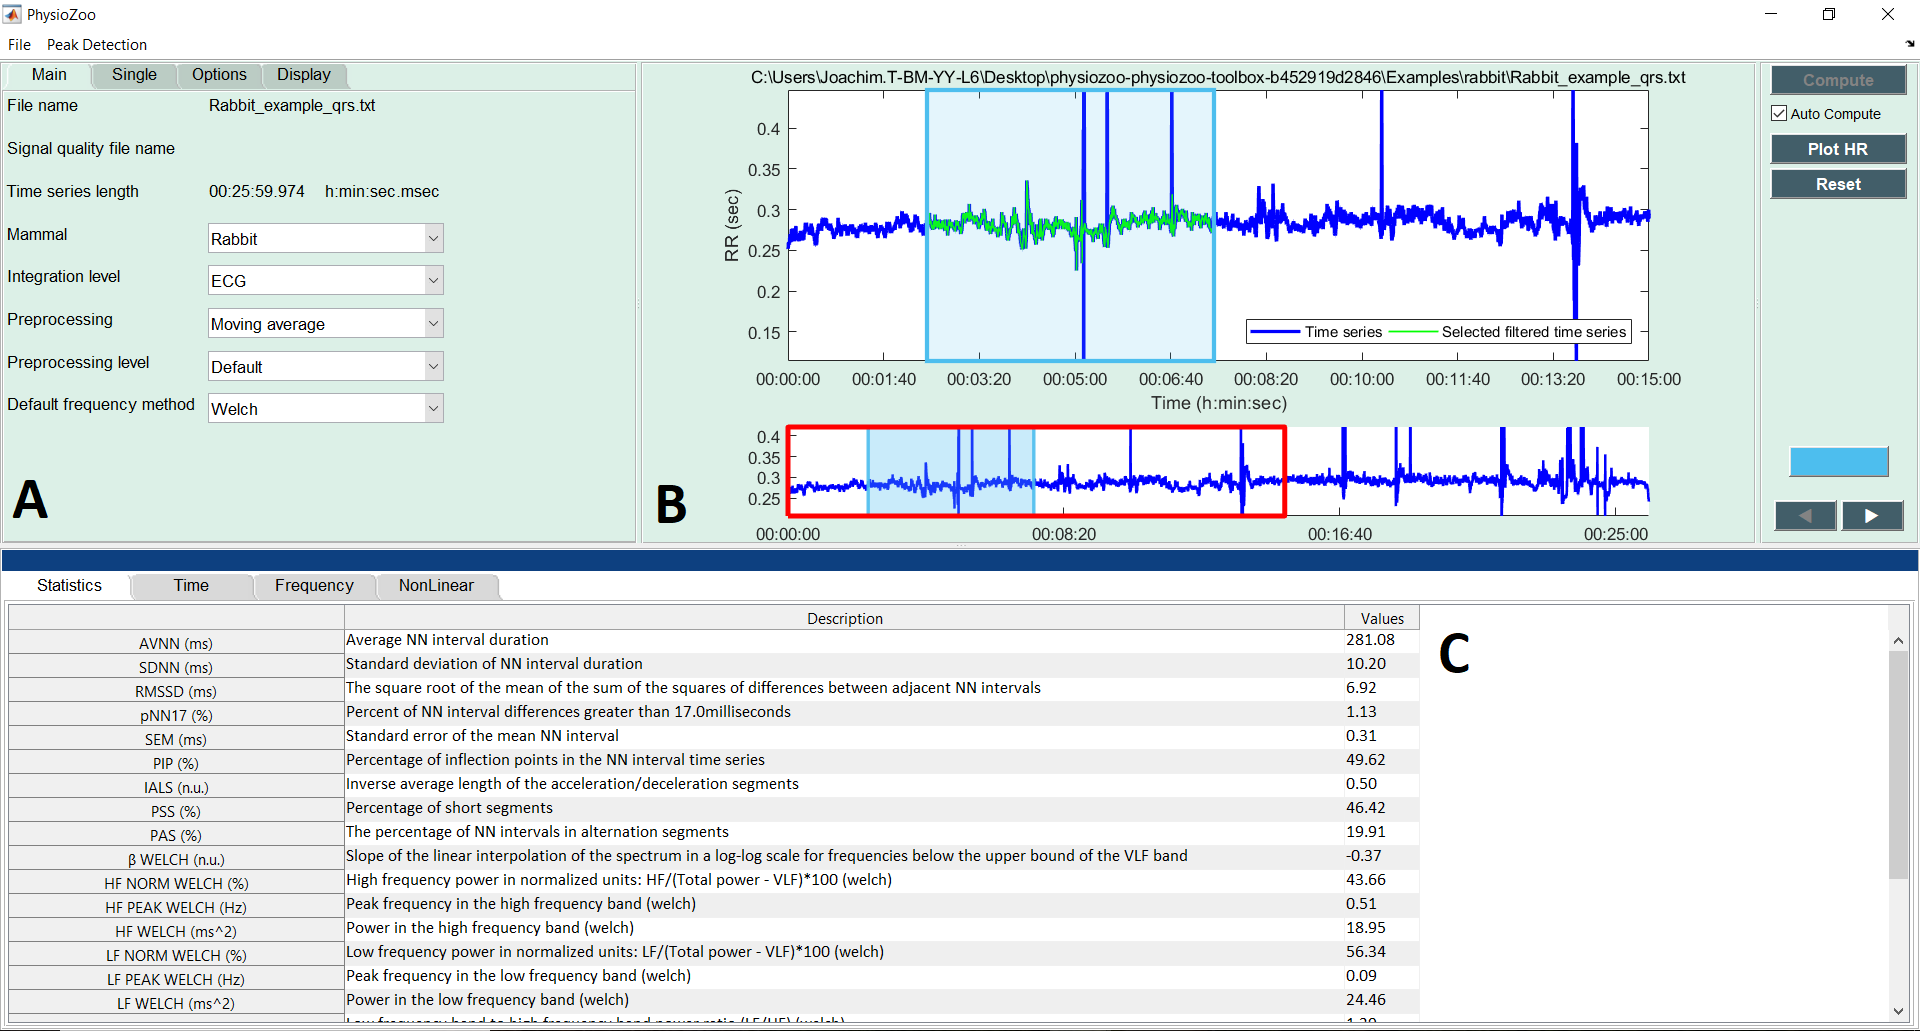 PhysioZoo
File Peak Detection
Main Single Options Display
File name Rabbit_example_qrs.txt
Signal quality file name
Time series length 00:25:59.974 h:min:sec.msec
Mammal Rabbit
Integration level ECG
Preprocessing Moving average
Preprocessing level Default
Default frequency method Welch
A
C:\Users\Joachim.T-BM-YY-L6\Desktop\physiozoo-physiozoo-toolbox-b452919d2846\Examples\rabbit\Rabbit_example_qrs.txt
0.4
0.35
0.3
0.25
0.2
0.15
RR (sec)
Time series Selected filtered time series
00:00:00 00:01:40 00:03:20 00:05:00 00:06:40 00:08:20 00:10:00 00:11:40 00:13:20 00:15:00
Time (h:min:sec)
0.4
0.35
0.3
0.25
00:00:00 00:08:20 00:16:40 00:25:00
B
Compute
Auto Compute
Plot HR
Reset
Statistics Time Frequency NonLinear
Description Values
AVNN (ms) Average NN interval duration 281.08
SDNN (ms) Standard deviation of NN interval duration 10.20
RMSSD (ms) The square root of the mean of the sum of the squares of differences between adjacent NN intervals 6.92
pNN17 (%) Percent of NN interval differences greater than 17.0milliseconds 1.13
SEM (ms) Standard error of the mean NN interval 0.31
PIP (%) Percentage of inflection points in the NN interval time series 49.62
IALS (n.u.) Inverse average length of the acceleration/deceleration segments 0.50
PSS (%) Percentage of short segments 46.42
PAS (%) The percentage of NN intervals in alternation segments 19.91
β WELCH (n.u.) Slope of the linear interpolation of the spectrum in a log-log scale for frequencies below the upper bound of the VLF band -0.37
HF NORM WELCH (%) High frequency power in normalized units: HF/(Total power - VLF)*100 (welch) 43.66
HF PEAK WELCH (Hz) Peak frequency in the high frequency band (welch) 0.51
HF WELCH (ms^2) Power in the high frequency band (welch) 18.95
LF NORM WELCH (%) Low frequency power in normalized units: LF/(Total power - VLF)*100 (welch) 56.34
LF PEAK WELCH (Hz) Peak frequency in the low frequency band (welch) 0.09
LF WELCH (ms^2) Power in the low frequency band (welch) 24.46
C